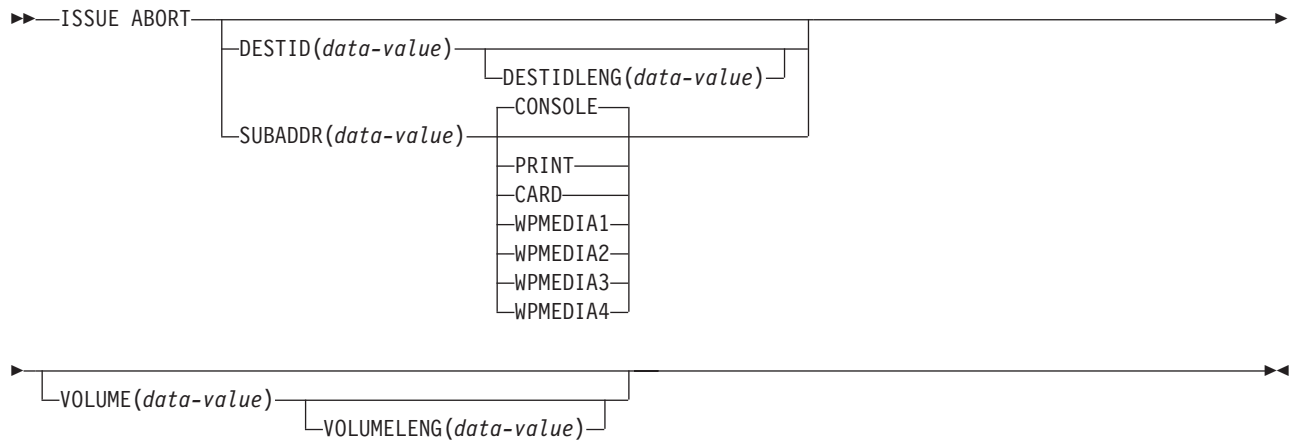 ISSUE ABORT
DESTID(data-value)
DESTIDLENG(data-value)
CONSOLE
SUBADDR(data-value)
PRINT
CARD
WPMEDIA1
WPMEDIA2
WPMEDIA3
WPMEDIA4
VOLUME(data-value)
VOLUMELENG(data-value)